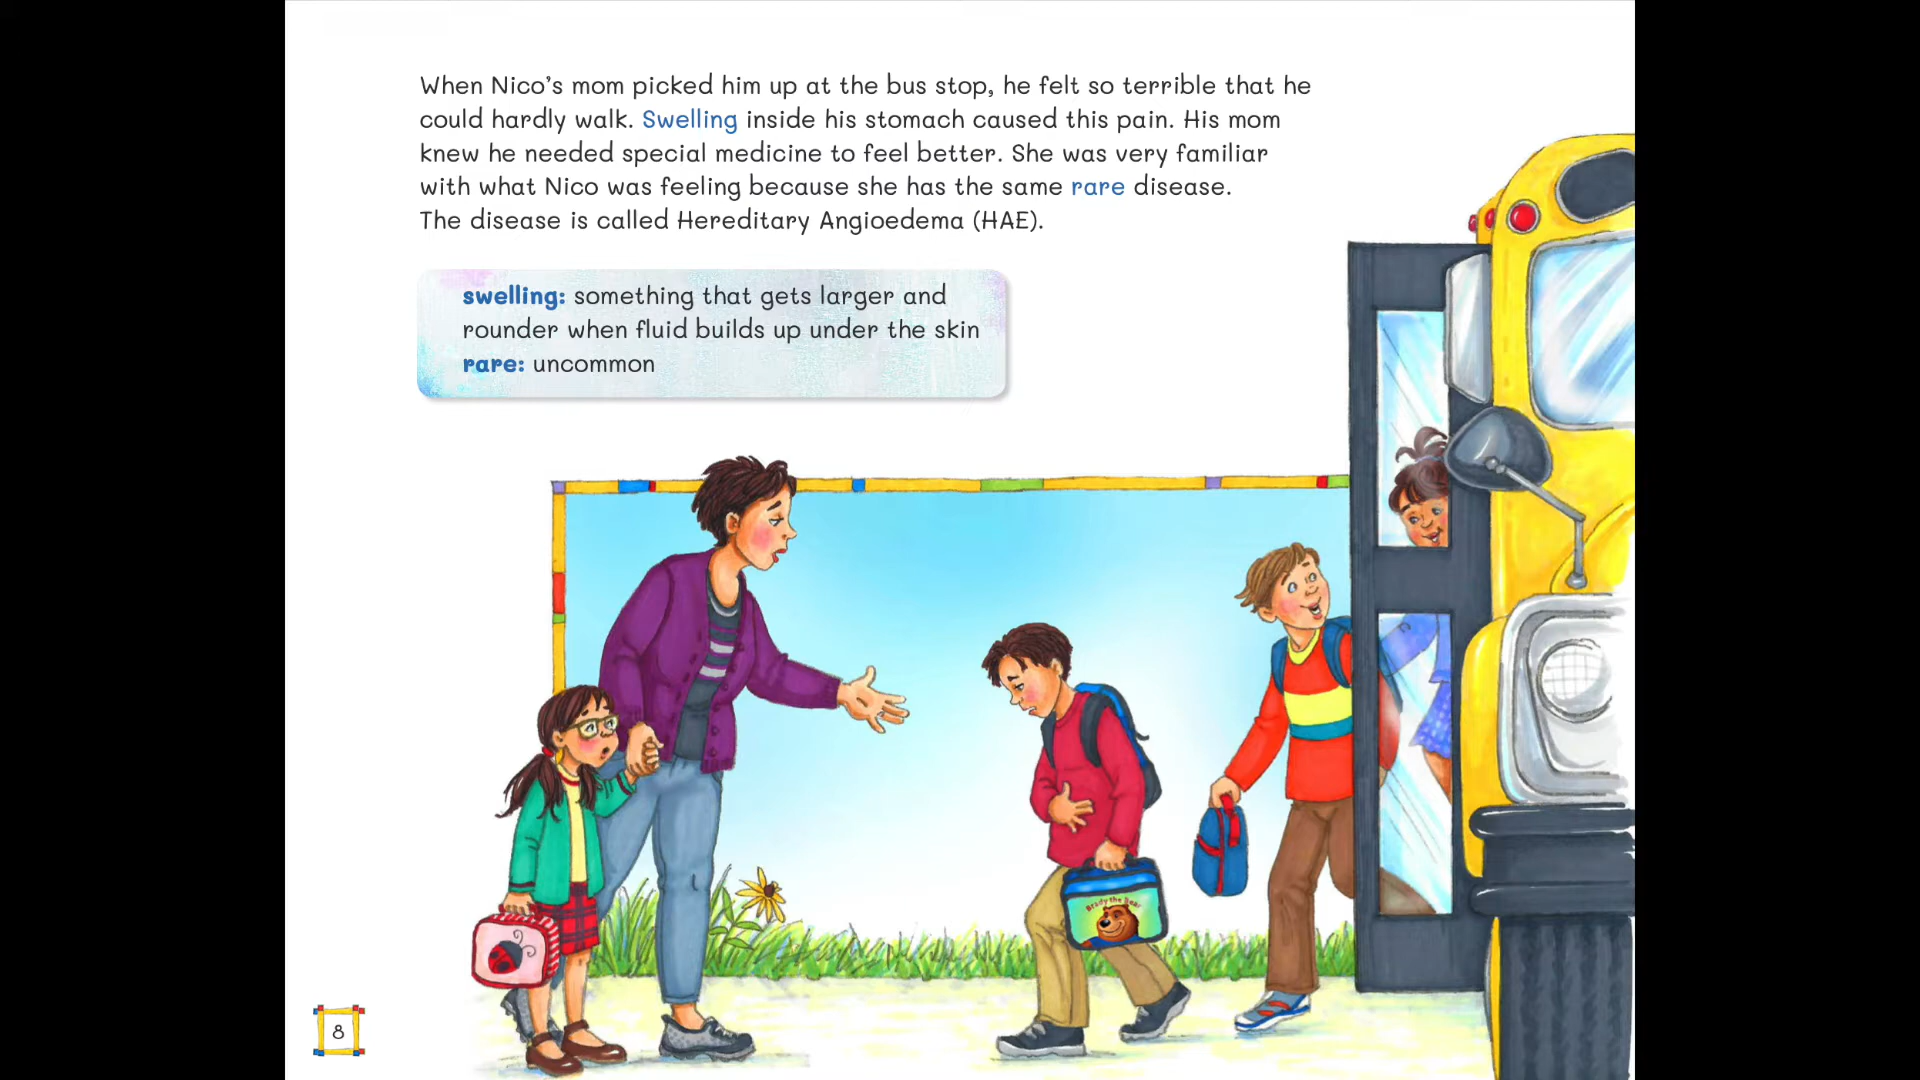 When Nico’s mom picked him up at the bus stop, he felt so terrible that he
could hardly walk. Swelling inside his stomach caused this pain. His mom
knew he needed special medicine to feel better. She was very familiar
with what Nico was feeling because she has the same rare disease.
The disease is called Hereditary Angioedema (HAE).
swelling: something that gets larger and
rounder when fluid builds up under the skin
rare: uncommon
Brady the Bear
8